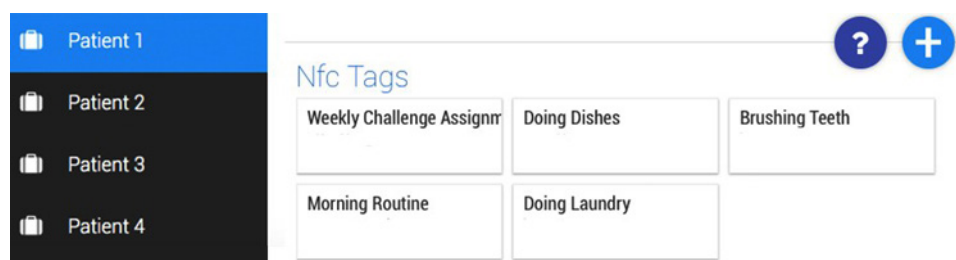 Patient 1
Patient 2
Patient 3
Patient 4
?
+
Nfc Tags
Weekly Challenge Assignm
Doing Dishes
Brushing Teeth
Morning Routine
Doing Laundry